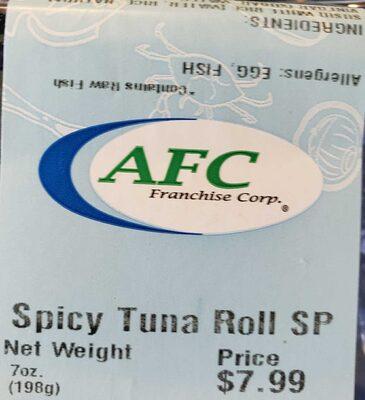 INGREDIENTS:
Allergens: EGG, FISH
*Contains Raw Fish
AFC
Franchise Corp.®
Spicy Tuna Roll SP
Net Weight
7oz.
(198g)
Price
$7.99